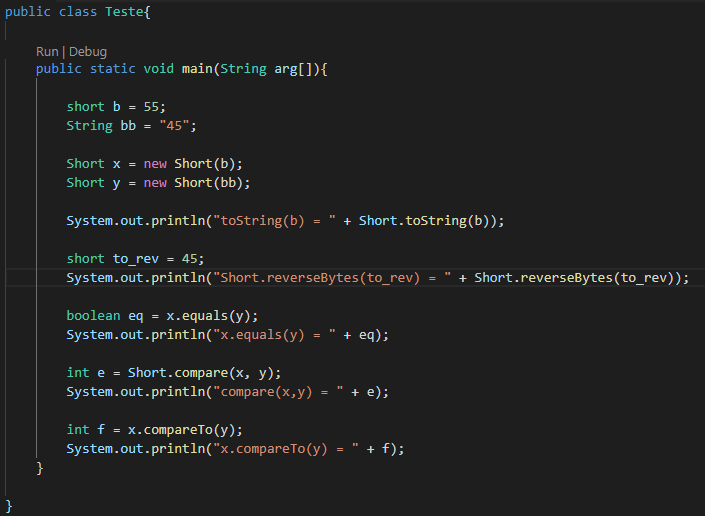 public class Teste{
Run | Debug
public static void main(String arg[]){
short b = 55;
String bb = "45";
Short x = new Short(b);
Short y = new Short(bb);
System.out.println("toString(b) = " + Short.toString(b));
short to_rev = 45;
System.out.println("Short.reverseBytes(to_rev) = " + Short.reverseBytes(to_rev));
boolean eq = x.equals(y);
System.out.println("x.equals(y) = " + eq);
int e = Short.compare(x, y);
System.out.println("compare(x,y) = " + e);
int f = x.compareTo(y);
System.out.println("x.compareTo(y) = " + f);
}
}